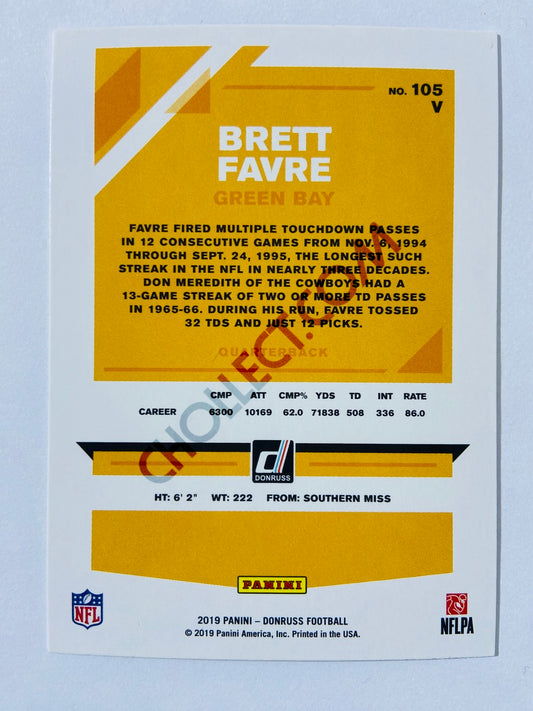 NO. 105
V
BRETT
FAVRE
GREEN BAY
FAVRE FIRED MULTIPLE TOUCHDOWN PASSES
IN 12 CONSECUTIVE GAMES FROM NOV. 6, 1994
THROUGH SEPT. 24, 1995, THE LONGEST SUCH
STREAK IN THE NFL IN NEARLY THREE DECADES.
DON MEREDITH OF THE COWBOYS HAD A
13-GAME STREAK OF TWO OR MORE TD PASSES
IN 1965-66. DURING HIS RUN, FAVRE TOSSED
32 TDS AND JUST 12 PICKS.
QUARTERBACK
CMP ATT CMP% YDS TD INT RATE
CAREER 6300 10169 62.0 71838 508 336 86.0
DONRUSS
HT: 6' 2" WT: 222 FROM: SOUTHERN MISS
PANINI
NFL
2019 PANINI – DONRUSS FOOTBALL
© 2019 Panini America, Inc. Printed in the USA.
NFLPA
CHOLLECT.COM